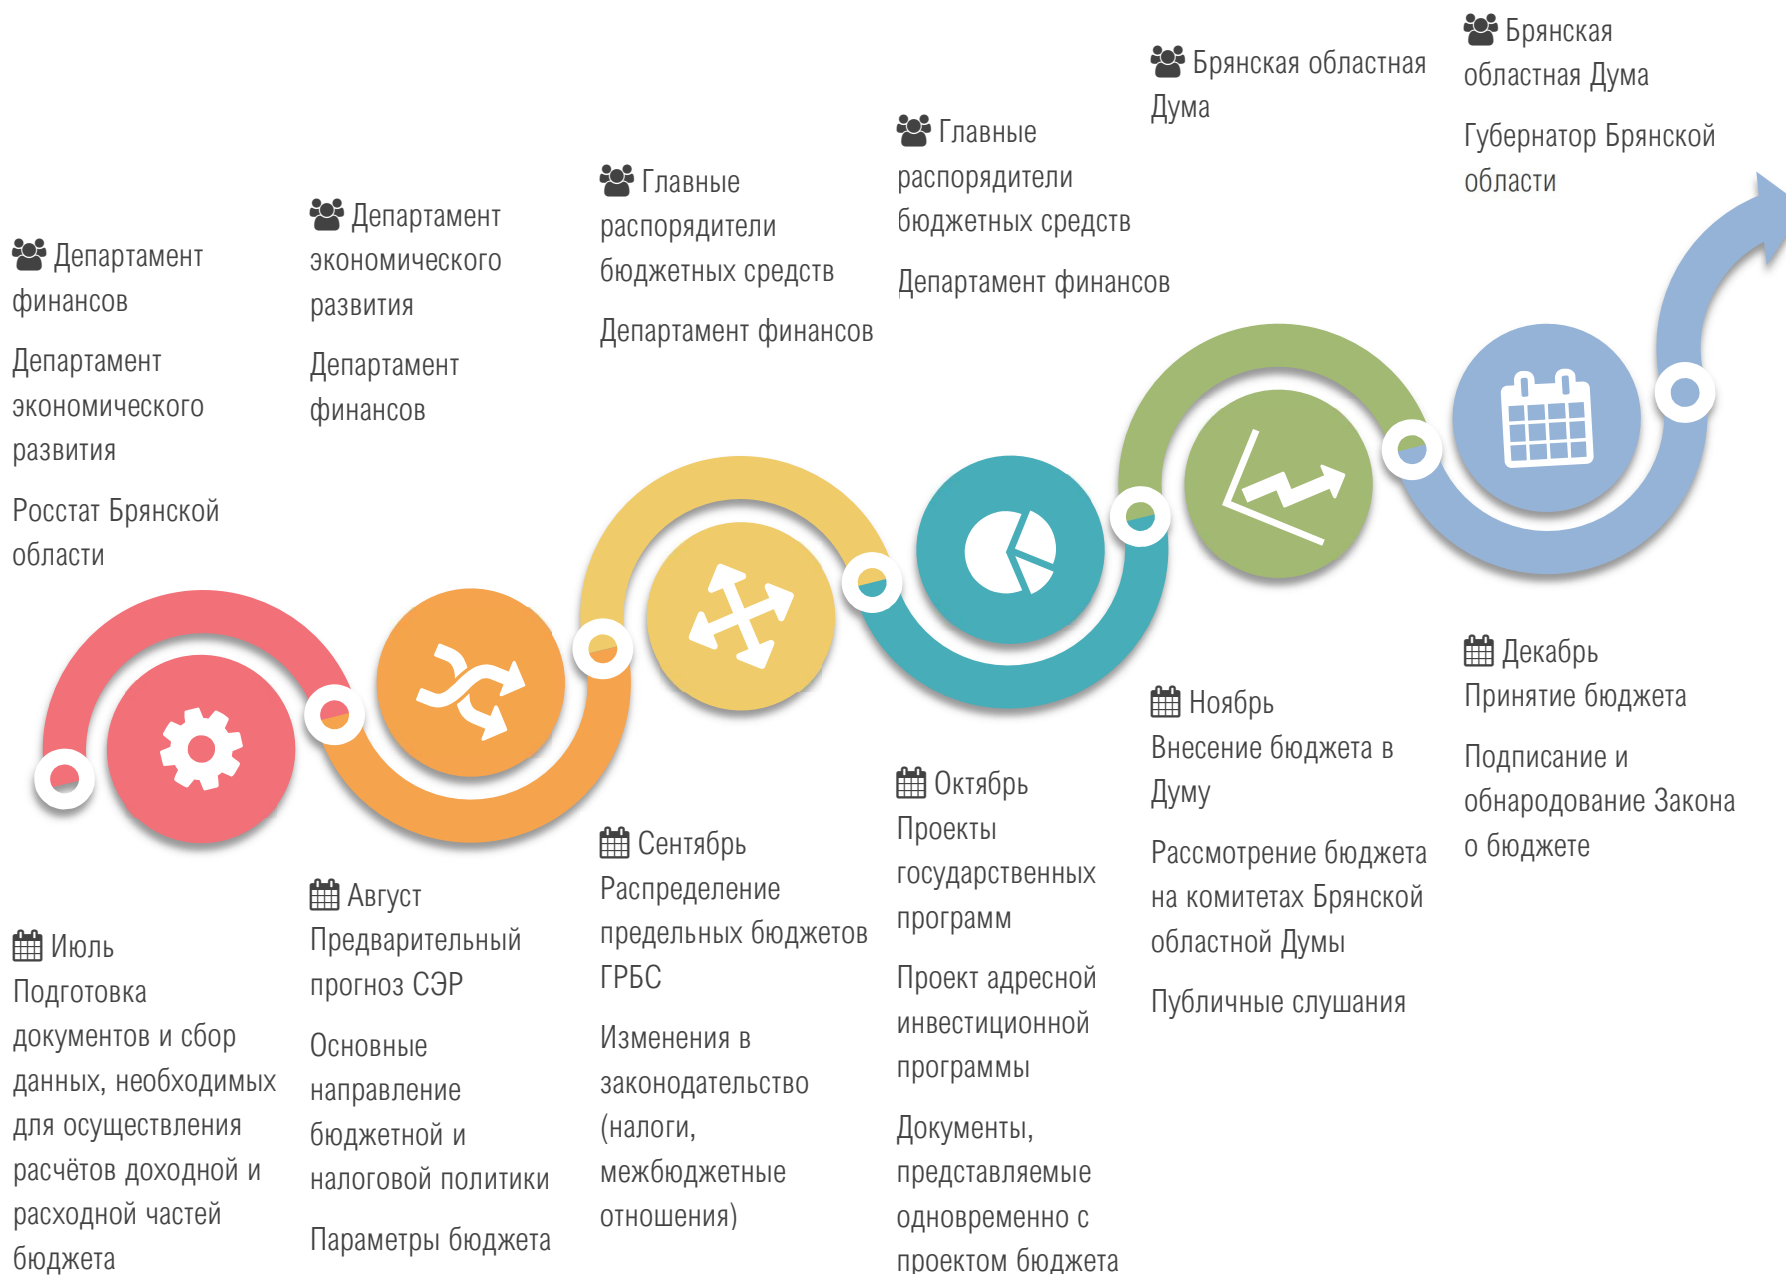 Департамент
финансов
Департамент
экономического
развития
Росстат Брянской
области
Департамент
экономического
развития
Департамент
финансов
Главные
распорядители
бюджетных средств
Департамент финансов
Главные
распорядители
бюджетных средств
Департамент финансов
Брянская областная
Дума
Брянская
областная Дума
Губернатор Брянской
области
Июль
Подготовка
документов и сбор
данных, необходимых
для осуществления
расчётов доходной и
расходной частей
бюджета
Август
Предварительный
прогноз СЭР
Основные
направление
бюджетной и
налоговой политики
Параметры бюджета
Сентябрь
Распределение
предельных бюджетов
ГРБС
Изменения в
законодательство
(налоги,
межбюджетные
отношения)
Октябрь
Проекты
государственных
программ
Проект адресной
инвестиционной
программы
Документы,
представляемые
одновременно с
проектом бюджета
Ноябрь
Внесение бюджета в
Думу
Рассмотрение бюджета
на комитетах Брянской
областной Думы
Публичные слушания
Декабрь
Принятие бюджета
Подписание и
обнародование Закона
о бюджете